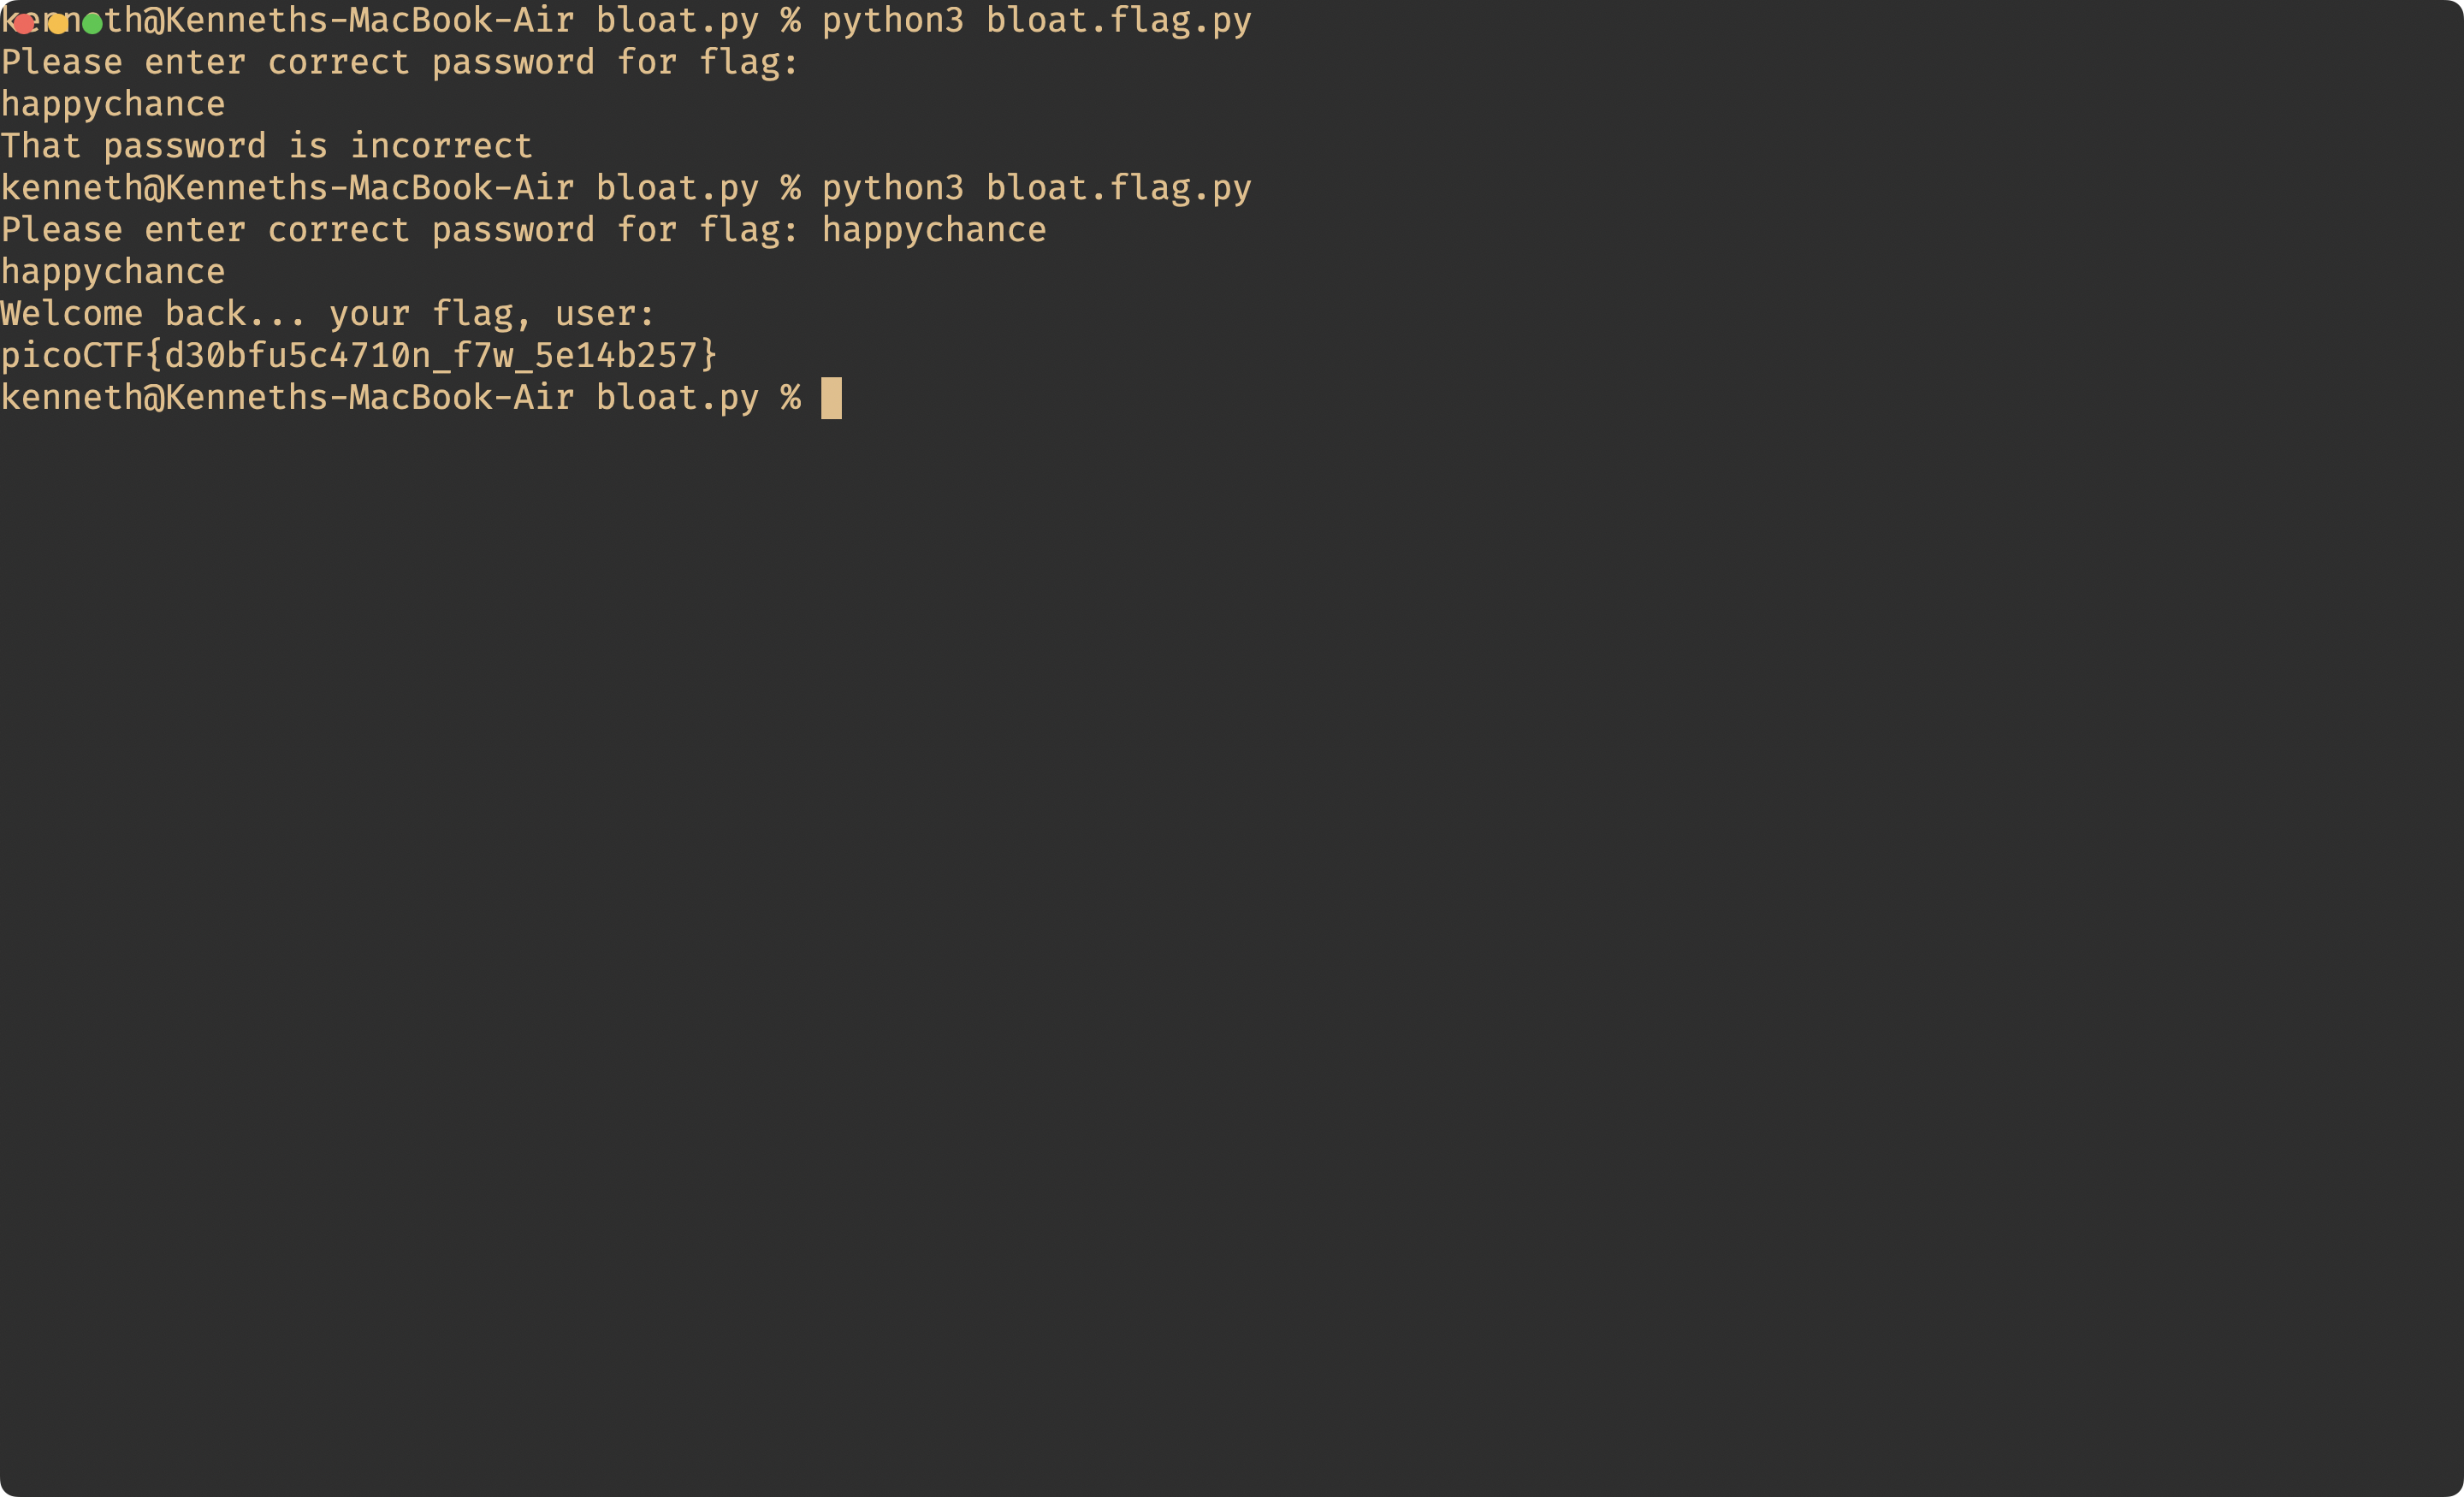 kenneth@Kenneths-MacBook-Air bloat.py % python3 bloat.flag.py
Please enter correct password for flag:
happychance
That password is incorrect
kenneth@Kenneths-MacBook-Air bloat.py % python3 bloat.flag.py
Please enter correct password for flag: happychance
happychance
Welcome back... your flag, user:
picoCTF{d30bfu5c4710n_f7w_5e14b257}
kenneth@Kenneths-MacBook-Air bloat.py %